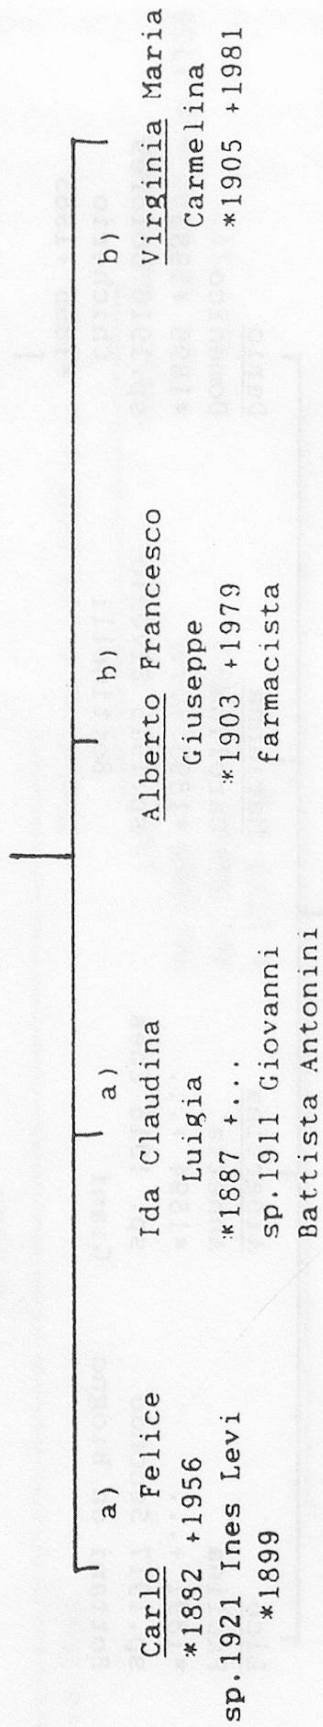 a)
Carlo Felice
*1882 +1956
sp.1921 Ines Levi
*1899
a)
Ida Claudina
Luigia
*1887 +...
sp.1911 Giovanni
Battista Antonini
b)
Alberto Francesco
Giuseppe
*1903 +1979
farmacista
b)
Virginia Maria
Carmelina
*1905 +1981